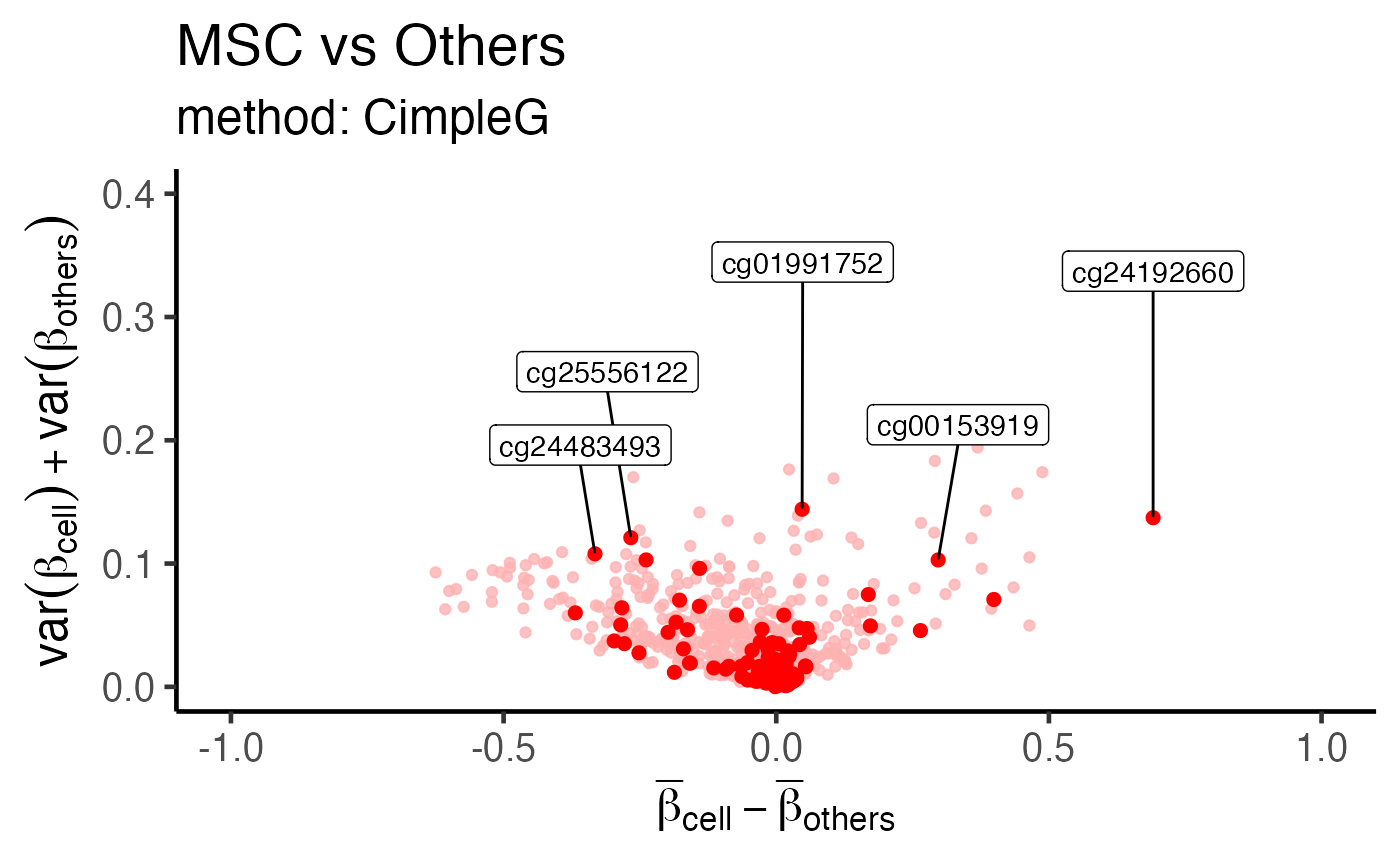 MSC vs Others
method: CimpleG
var(βcell) + var(βothers)
0.4
0.3
0.2
0.1
0.0
cg01991752
cg24192660
cg25556122
cg00153919
cg24483493
-1.0 -0.5 0.0 0.5 1.0
β̅cell − β̅others